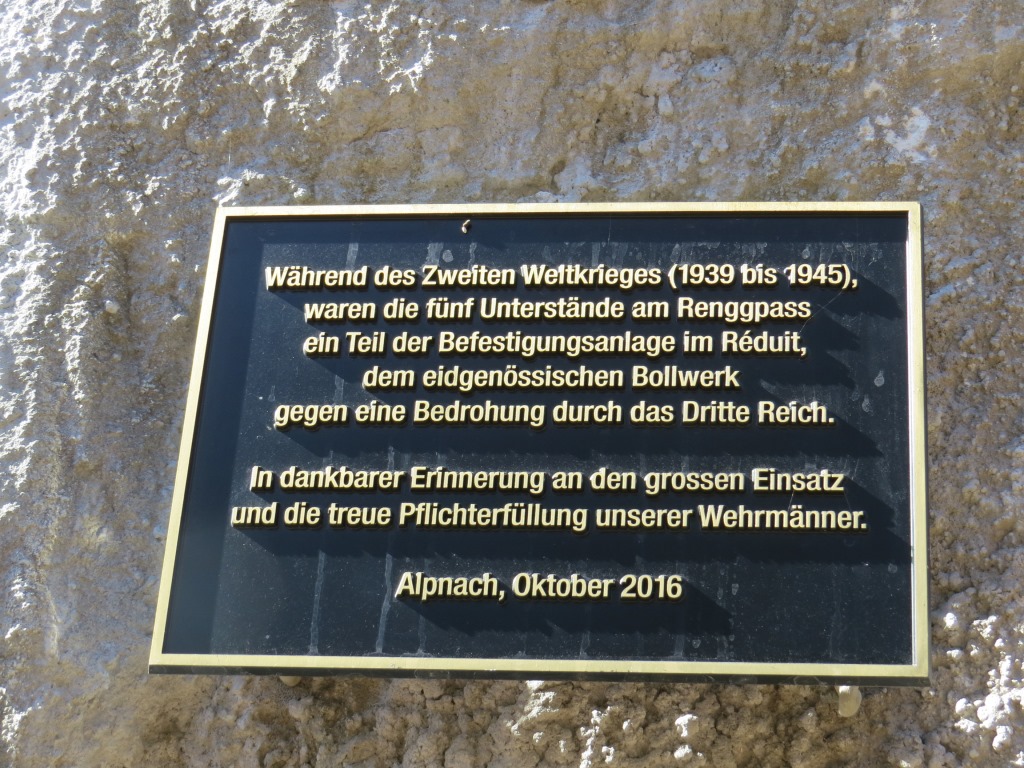 Während des Zweiten Weltkrieges (1939 bis 1945),
waren die fünf Unterstände am Renggpass
ein Teil der Befestigungsanlage im Réduit,
dem eidgenössischen Bollwerk
gegen eine Bedrohung durch das Dritte Reich.
In dankbarer Erinnerung an den grossen Einsatz
und die treue Pflichterfüllung unserer Wehrmänner.
Alpnach, Oktober 2016